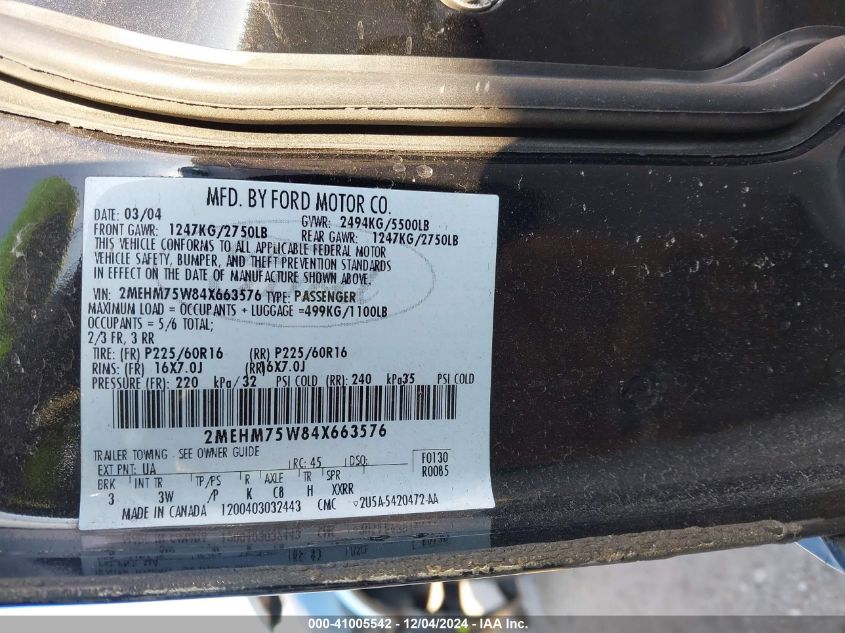 MFD. BY FORD MOTOR CO.
DATE: 03/04 GVWR: 2494KG/5500LB
FRONT GAWR: 1247KG/2750LB REAR GAWR: 1247KG/2750LB
THIS VEHICLE CONFORMS TO ALL APPLICABLE FEDERAL MOTOR
VEHICLE SAFETY, BUMPER, AND THEFT PREVENTION STANDARDS
IN EFFECT ON THE DATE OF MANUFACTURE SHOWN ABOVE.
VIN: 2MEHM75W84X663576 TYPE: PASSENGER
MAXIMUM LOAD = OCCUPANTS + LUGGAGE =499KG/1100LB
OCCUPANTS = 5/6 TOTAL;
2/3 FR, 3 RR
TIRE: (FR) P225/60R16 (RR) P225/60R16
RIMS: (FR) 16X7.0J (RR) 16X7.0J
PRESSURE (FR): 220 kPa/32 PSI COLD (RR): 240 kPa35 PSI COLD
2MEHM75W84X663576
TRAILER TOWING - SEE OWNER GUIDE
EXT PNT: UA RC: 45 DSO: F0130
R0085
BRK INT TR TP/PS R AXLE TR SPR
3 3W /P K C8 H XXRR
MADE IN CANADA 1200403032443 CMC 2U5A-5420472-AA
000-41005542 - 12/04/2024 - IAA Inc.